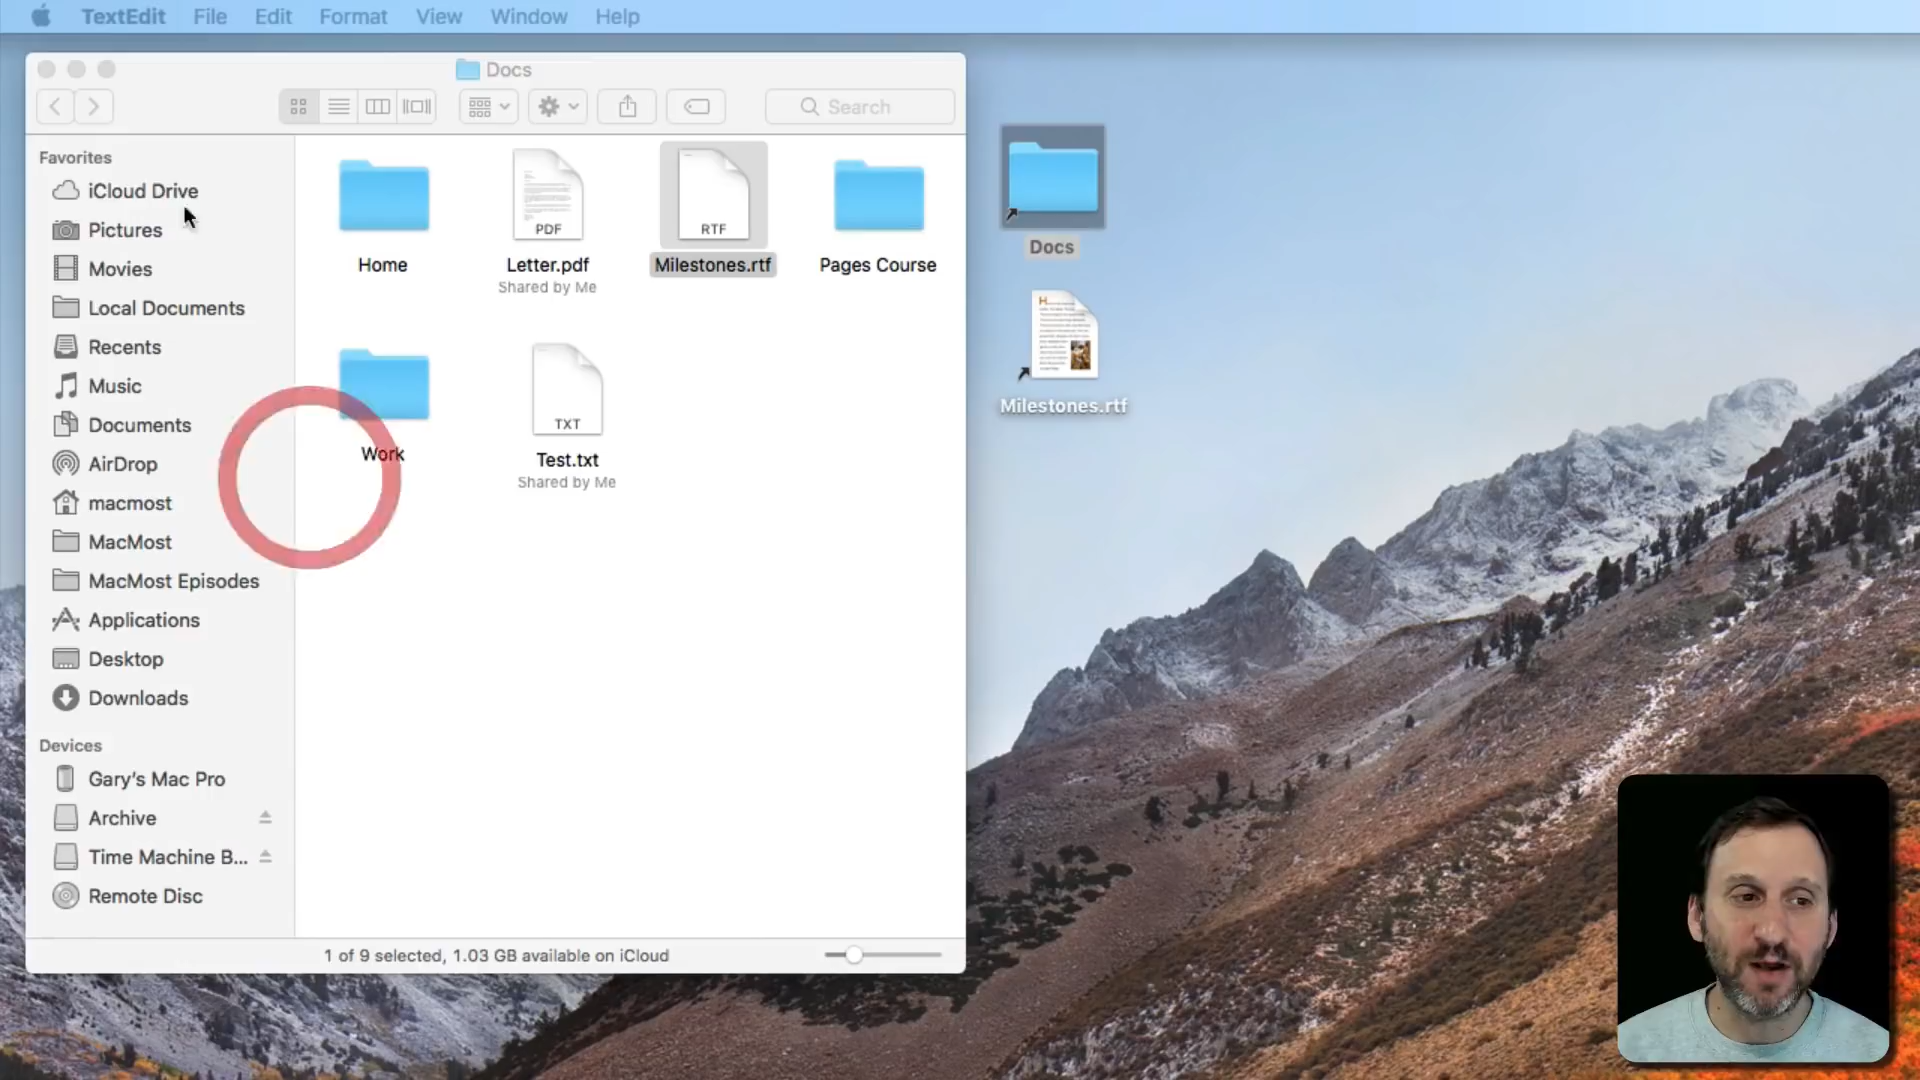 TextEdit File Edit Format View Window Help
Docs
Search
Favorites
iCloud Drive
Pictures
Movies
Local Documents
Recents
Music
Documents
AirDrop
macmost
MacMost
MacMost Episodes
Applications
Desktop
Downloads
Devices
Gary's Mac Pro
Archive
Time Machine B...
Remote Disc
PDF
RTF
Home
Letter.pdf
Milestones.rtf
Pages Course
Shared by Me
TXT
Work
Test.txt
Shared by Me
1 of 9 selected, 1.03 GB available on iCloud
Docs
Milestones.rtf